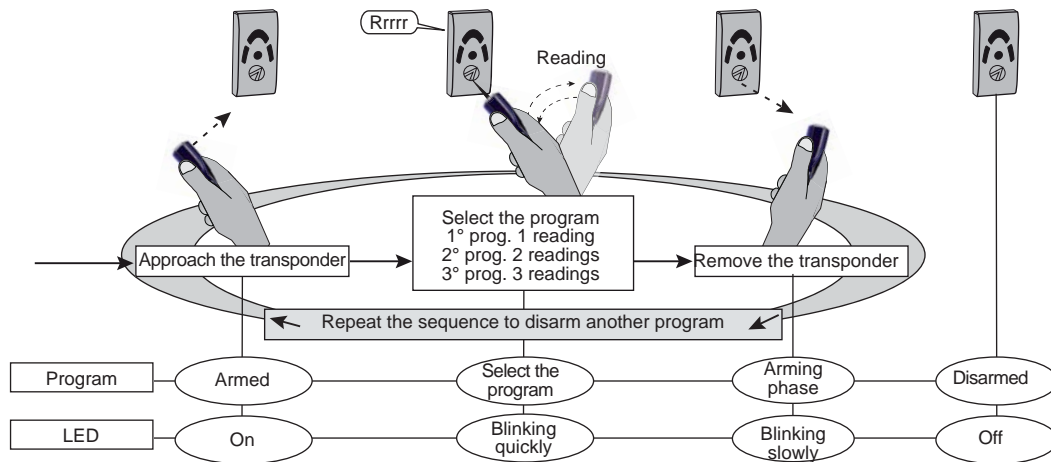 Rrrrr
Reading
Approach the transponder
Select the program
1° prog. 1 reading
2° prog. 2 readings
3° prog. 3 readings
Remove the transponder
Repeat the sequence to disarm another program
Program
Armed
Select the
program
Arming
phase
Disarmed
LED
On
Blinking
quickly
Blinking
slowly
Off